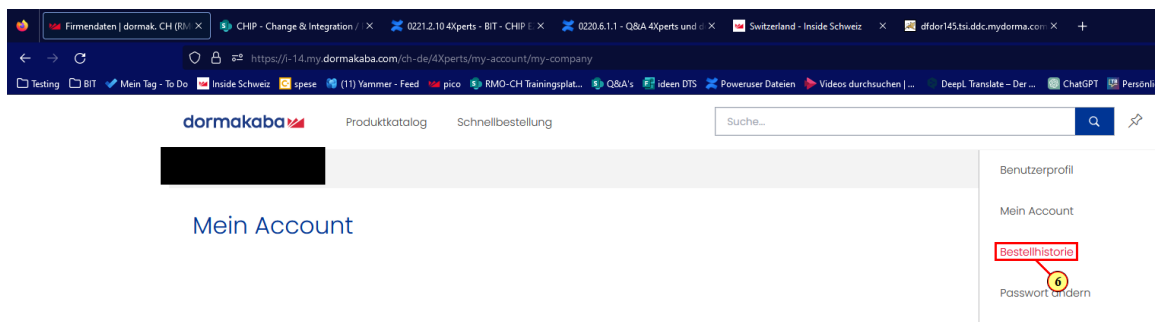 Firmendaten | dormak. CH (RM
CHIP - Change & Integration /
0221.2.10 4Xperts - BIT - CHIP E
0220.6.1.1 - Q&A 4Xperts und d
Switzerland - Inside Schweiz
dfdor145.tsi.ddc.mydorma.com
https://i-14.my.dormakaba.com/ch-de/4Xperts/my-account/my-company
Testing BIT Mein Tag - To Do Inside Schweiz spese (11) Yammer - Feed pico RMO-CH Trainingsplat... Q&A's ideen DTS Poweruser Dateien Videos durchsuchen | ... DeepL Translate – Der ... ChatGPT Persönli
dormakaba Produktkatalog Schnellbestellung Suche...
Benutzerprofil
Mein Account
Mein Account
Bestellhistorie
6
Passwort ändern